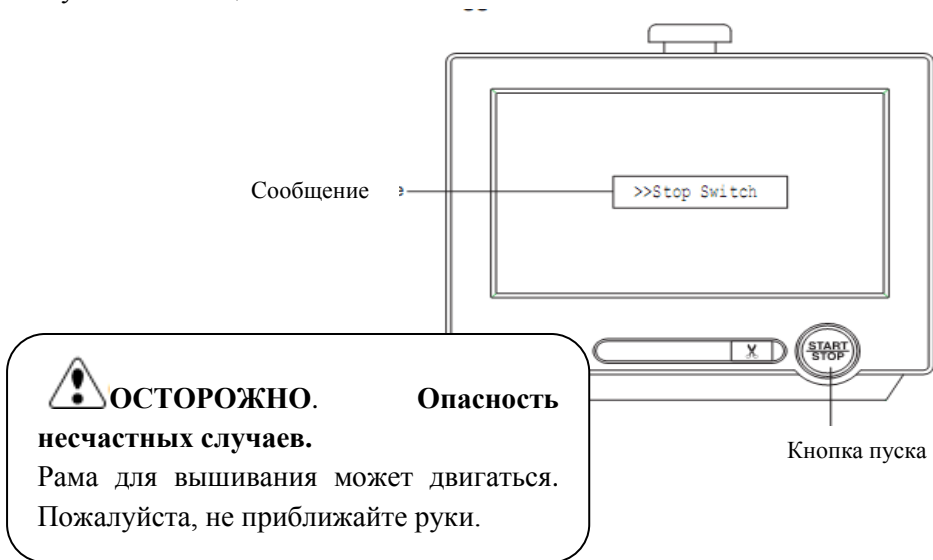 Сообщение
>>Stop Switch
START
STOP
ОСТОРОЖНО. Опасность
несчастных случаев.
Рама для вышивания может двигаться.
Пожалуйста, не приближайте руки.
Кнопка пуска